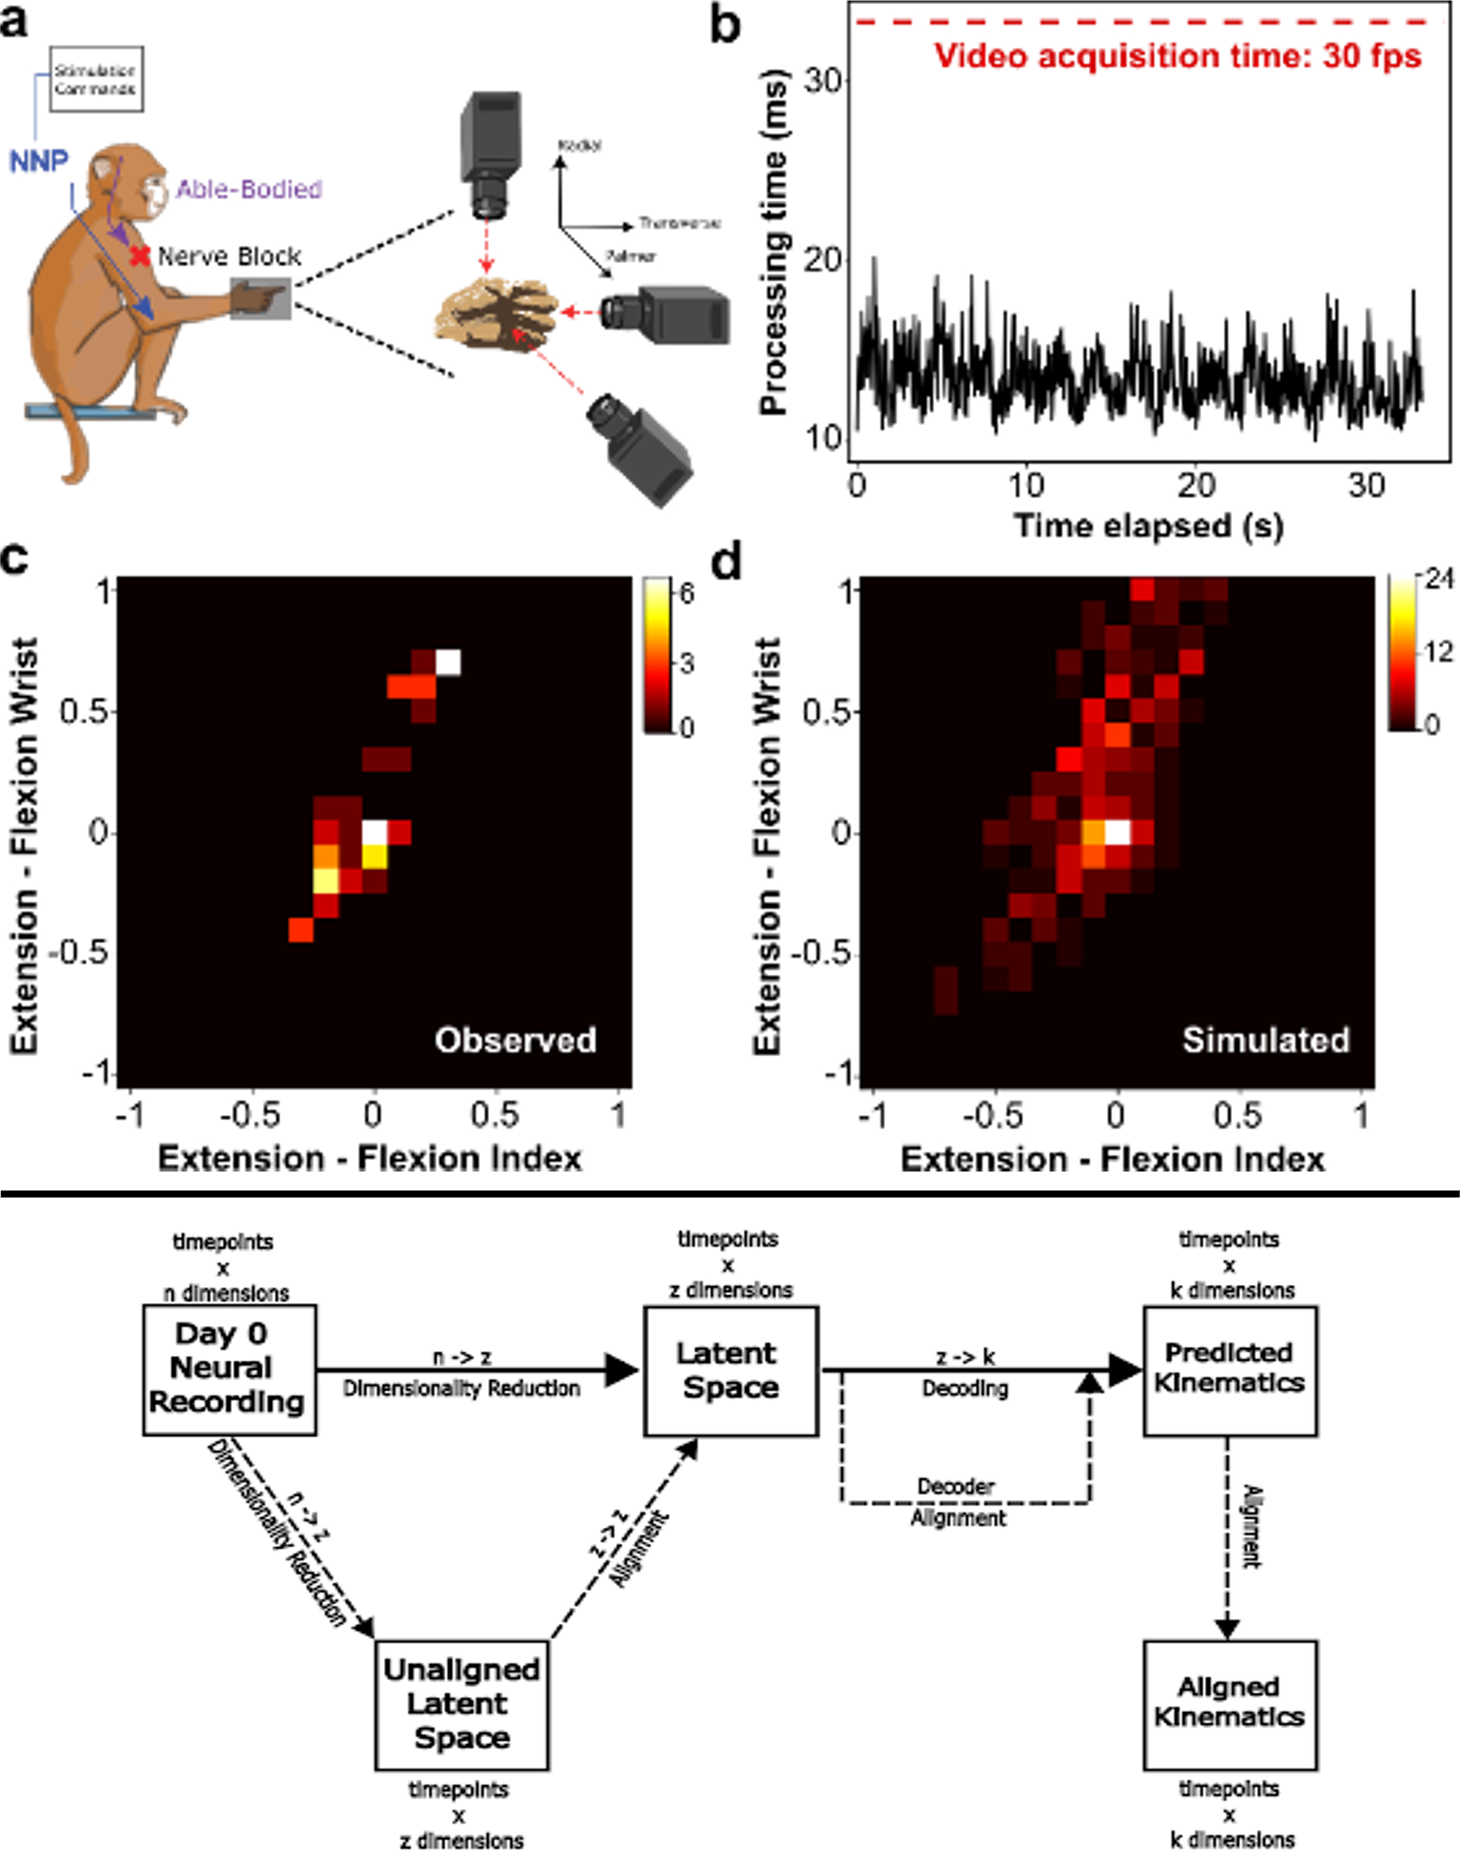 a
Stimulation
Commands
NNP
Able-Bodied
Nerve Block
Radial
Transverse
Palmer
b
Video acquisition time: 30 fps
Processing time (ms)
30
20
10
0
10
20
30
Time elapsed (s)
c
Extension - Flexion Wrist
1
0.5
0
-0.5
-1
6
3
0
Observed
-1
-0.5
0
0.5
1
Extension - Flexion Index
d
Extension - Flexion Wrist
1
0.5
0
-0.5
-1
24
12
0
Simulated
-1
-0.5
0
0.5
1
Extension - Flexion Index
timepoints
x
n dimensions
Day 0
Neural
Recording
n -> z
Dimensionality Reduction
timepoints
x
z dimensions
Latent
Space
z -> k
Decoding
timepoints
x
k dimensions
Predicted
Kinematics
Decoder
Alignment
n -> z
Dimensionality Reduction
z -> z
Alignment
Alignment
Unaligned
Latent
Space
timepoints
x
z dimensions
Aligned
Kinematics
timepoints
x
k dimensions